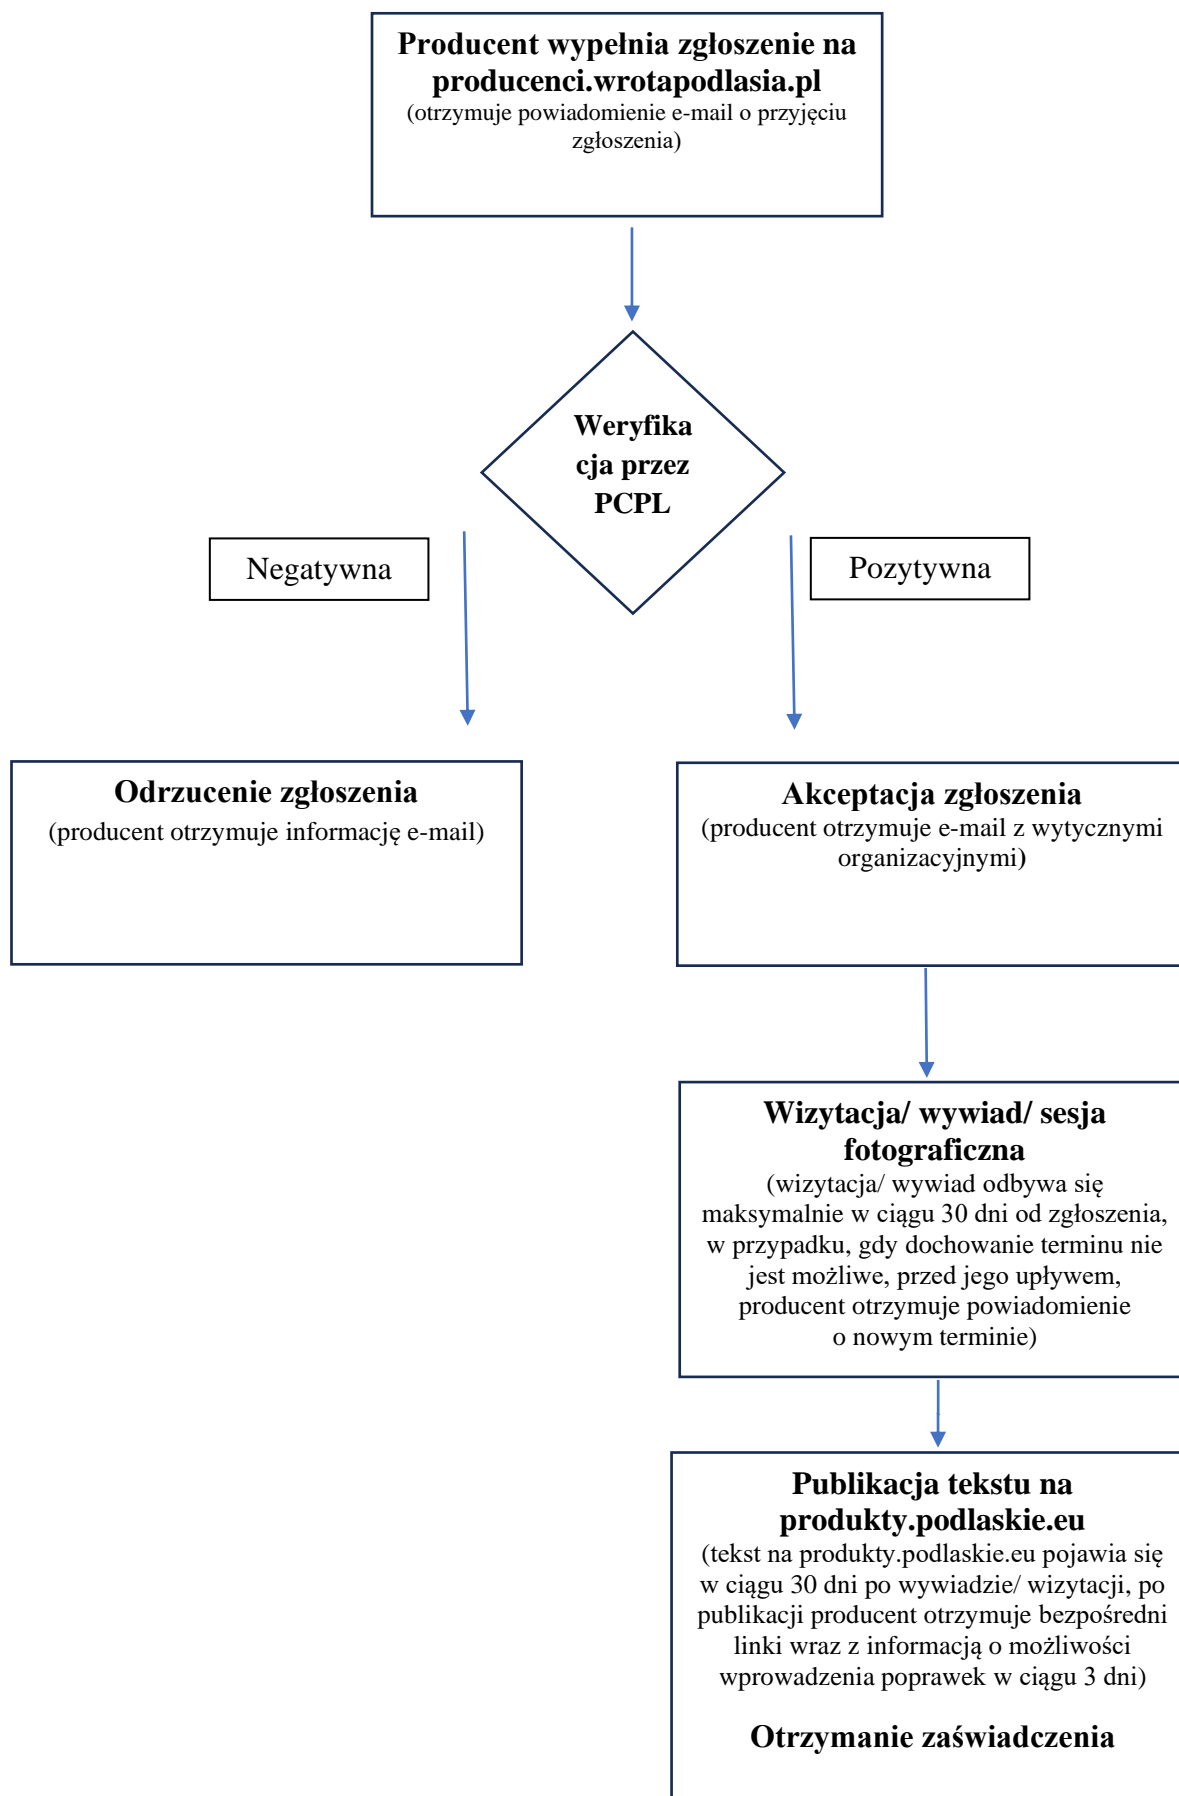 Producent wypełnia zgłoszenie na
producenci.wrotapodlasia.pl
(otrzymuje powiadomienie e-mail o przyjęciu
zgłoszenia)
Weryfika
cja przez
PCPL
Negatywna
Pozytywna
Odrzucenie zgłoszenia
(producent otrzymuje informację e-mail)
Akceptacja zgłoszenia
(producent otrzymuje e-mail z wytycznymi
organizacyjnymi)
Wizytacja/ wywiad/ sesja
fotograficzna
(wizytacja/ wywiad odbywa się
maksymalnie w ciągu 30 dni od zgłoszenia,
w przypadku, gdy dochowanie terminu nie
jest możliwe, przed jego upływem,
producent otrzymuje powiadomienie
o nowym terminie)
Publikacja tekstu na
produkty.podlaskie.eu
(tekst na produkty.podlaskie.eu pojawia się
w ciągu 30 dni po wywiadzie/ wizytacji, po
publikacji producent otrzymuje bezpośredni
linki wraz z informacją o możliwości
wprowadzenia poprawek w ciągu 3 dni)
Otrzymanie zaświadczenia